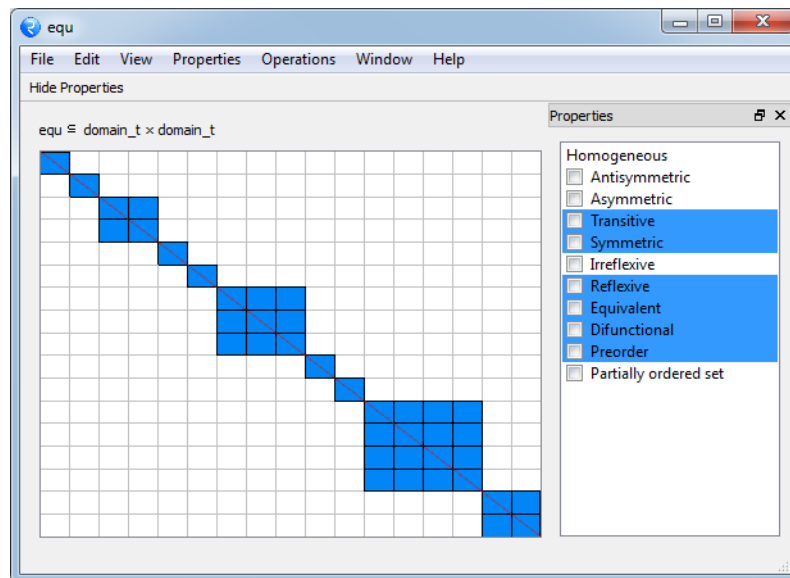 equ
File Edit View Properties Operations Window Help
Hide Properties
equ ⊆ domain_t × domain_t
Properties
Homogeneous
Antisymmetric
Asymmetric
Transitive
Symmetric
Irreflexive
Reflexive
Equivalent
Difunctional
Preorder
Partially ordered set